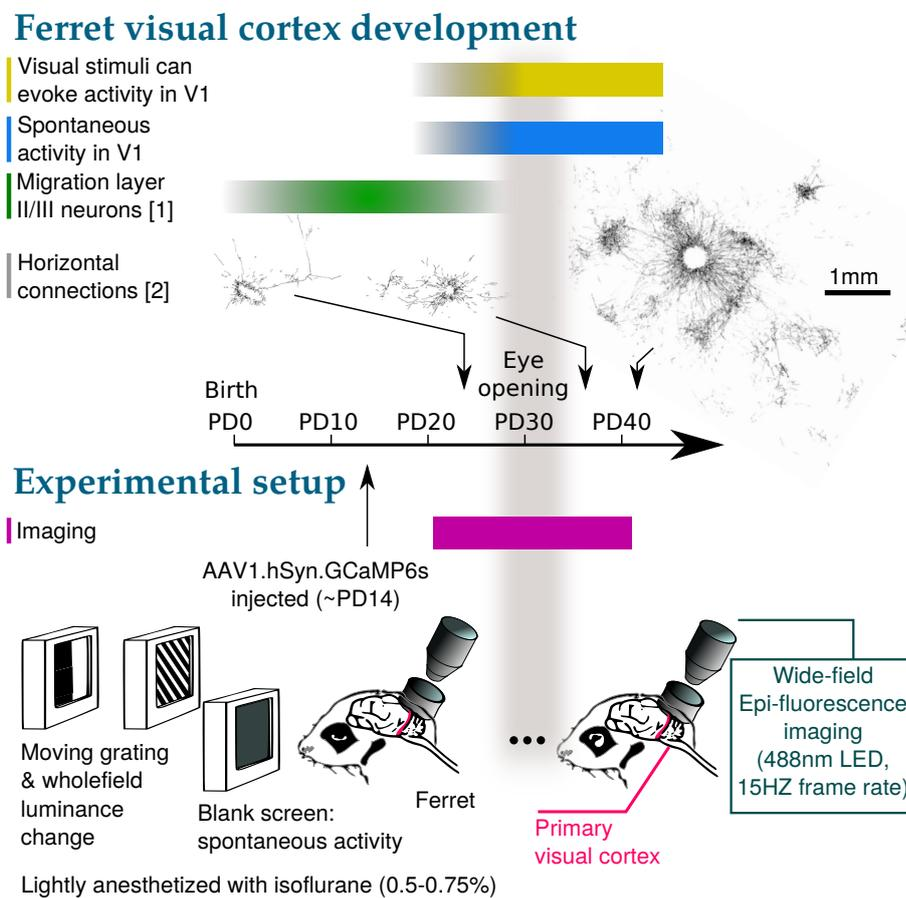 Ferret visual cortex development
Visual stimuli can
evoke activity in V1
Spontaneous
activity in V1
Migration layer
II/III neurons [1]
Horizontal
connections [2]
1mm
Eye
opening
Birth
PD0 PD10 PD20 PD30 PD40
Experimental setup
Imaging
AAV1.hSyn.GCaMP6s
injected (~PD14)
Wide-field
Epi-fluorescence
imaging
(488nm LED,
15HZ frame rate)
Moving grating
& wholefield
luminance
change
Blank screen:
spontaneous activity
Ferret
•••
Primary
visual cortex
Lightly anesthetized with isoflurane (0.5-0.75%)